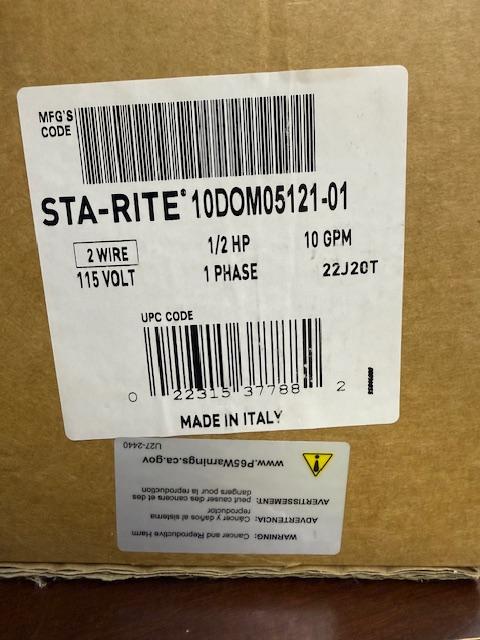 MFG'S
CODE
STA-RITE® 10DOM05121-01
2 WIRE 1/2 HP 10 GPM
115 VOLT 1 PHASE 22J20T
UPC CODE
0 22315 37788 2
MADE IN ITALY
WARNING: Cancer and Reproductive Harm
ADVERTENCIA: Cáncer y daños al sistema
reproductor
AVERTISSEMENT: peut causer des cancers et des
dangers pour la reproduction
www.P65Warnings.ca.gov
U27-2440